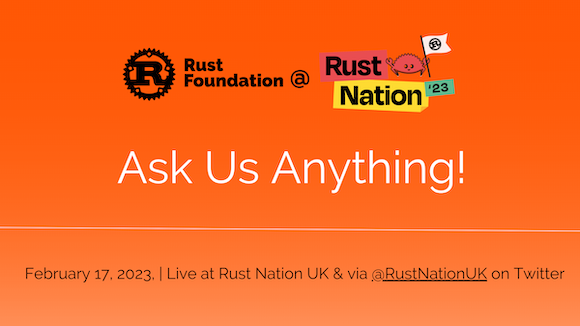 Rust Foundation @ Rust Nation '23
Ask Us Anything!
February 17, 2023, | Live at Rust Nation UK & via @RustNationUK on Twitter